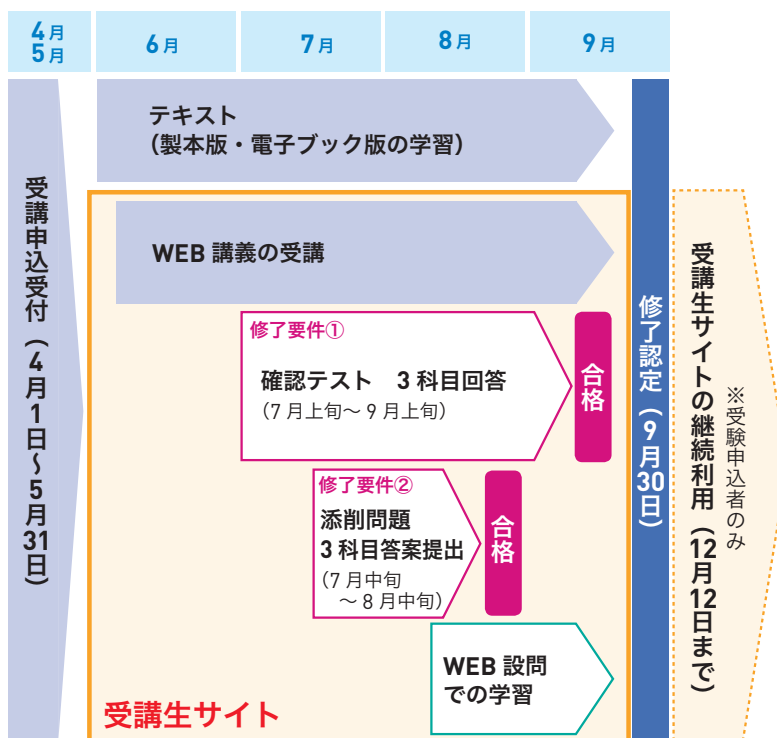 4月
5月
6月
7月
8月
9月
受講申込受付（4月1日～5月31日）
テキスト
（製本版・電子ブック版の学習）
WEB 講義の受講
修了要件①
確認テスト　3 科目回答
（7 月上旬～ 9 月上旬）
合格
修了要件②
添削問題
3 科目答案提出
（7 月中旬
～ 8 月中旬）
合格
WEB 設問
での学習
受講生サイト
修了認定（9月30日）
受講生サイトの継続利用（12月12日まで）
※受験申込者のみ